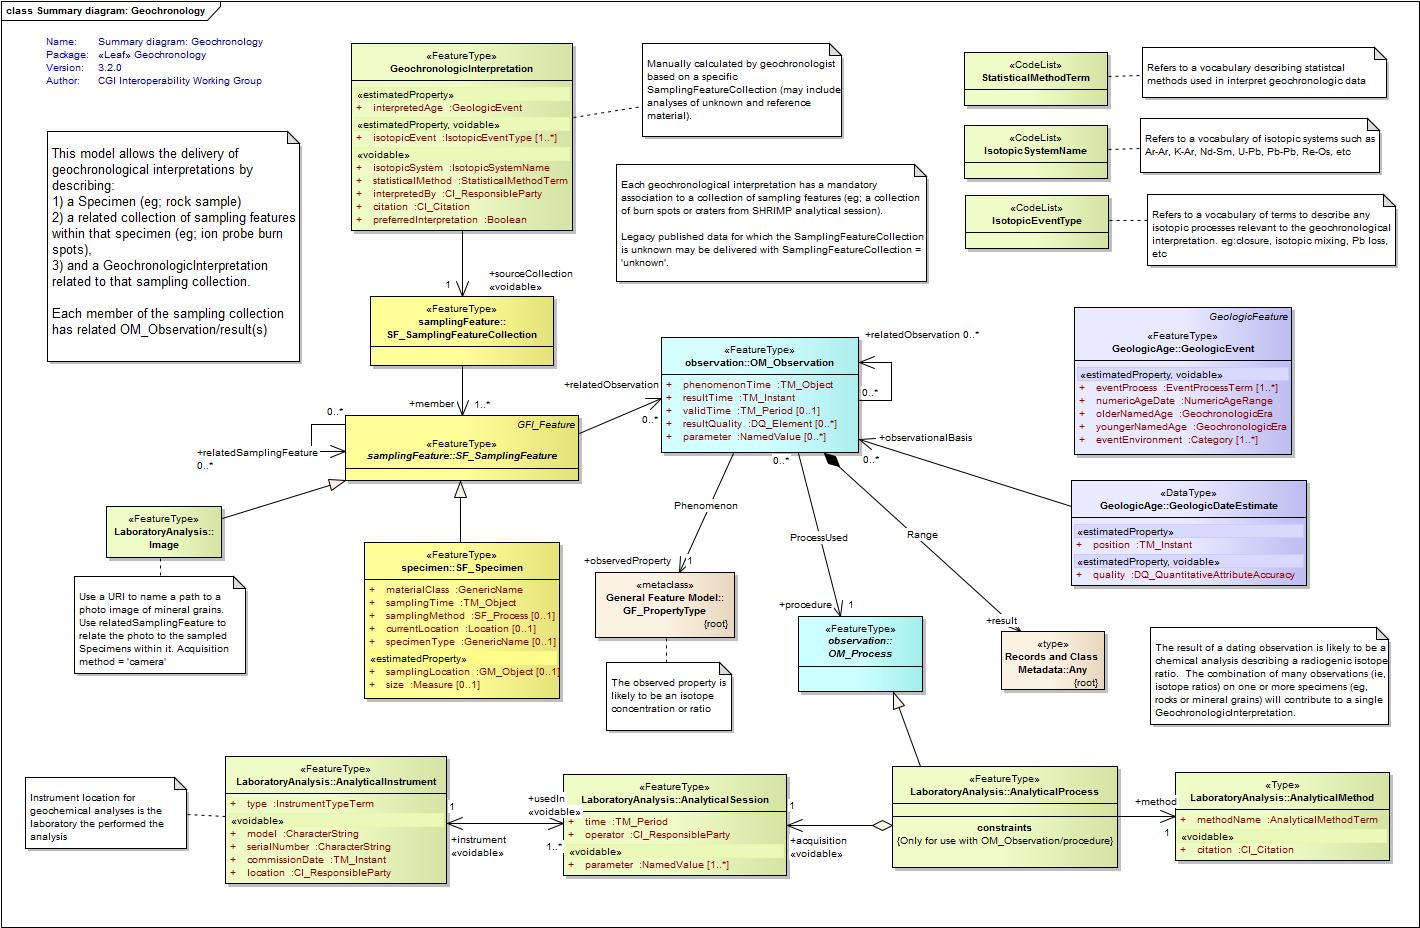 class Summary diagram: Geochronology
Name: Summary diagram: Geochronology
Package: «Leaf» Geochronology
Version: 3.2.0
Author: CGI Interoperability Working Group
This model allows the delivery of
geochronological interpretations by
describing:
1) a Specimen (eg; rock sample)
2) a related collection of sampling features
within that specimen (eg; ion probe burn
spots),
3) and a GeochronologicInterpretation
related to that sampling collection.
Each member of the sampling collection
has related OM_Observation/result(s)
«FeatureType»
GeochronologicInterpretation
«estimatedProperty»
+ interpretedAge :GeologicEvent
«estimatedProperty, voidable»
+ isotopicEvent :IsotopicEventType [1..*]
«voidable»
+ isotopicSystem :IsotopicSystemName
+ statisticalMethod :StatisticalMethodTerm
+ interpretedBy :CI_ResponsibleParty
+ citation :CI_Citation
+ preferredInterpretation :Boolean
Manually calculated by geochronologist
based on a specific
SamplingFeatureCollection (may include
analyses of unknown and reference
material).
Each geochronological interpretation has a mandatory
association to a collection of sampling features (eg; a collection
of burn spots or craters from SHRIMP analytical session).
Legacy published data for which the SamplingFeatureCollection
is unknown may be delivered with SamplingFeatureCollection =
'unknown'.
«CodeList»
StatisticalMethodTerm
Refers to a vocabulary describing statistcal
methods used in interpret geochronologic data
«CodeList»
IsotopicSystemName
Refers to a vocabulary of isotopic systems such as
Ar-Ar, K-Ar, Nd-Sm, U-Pb, Pb-Pb, Re-Os, etc
«CodeList»
IsotopicEventType
Refers to a vocabulary of terms to describe any
isotopic processes relevant to the geochronological
interpretation. eg:closure, isotopic mixing, Pb loss,
etc
+sourceCollection
1 «voidable»
«FeatureType»
samplingFeature::
SF_SamplingFeatureCollection
+member 1..*
0..*
+relatedSamplingFeature
0..*
GFI_Feature
«FeatureType»
samplingFeature::SF_SamplingFeature
+relatedObservation
0..*
«FeatureType»
observation::OM_Observation
+ phenomenonTime :TM_Object
+ resultTime :TM_Instant
+ validTime :TM_Period [0..1]
+ resultQuality :DQ_Element [0..*]
+ parameter :NamedValue [0..*]
+relatedObservation 0..*
0..*
+observationalBasis
0..*
0..*
GeologicFeature
«FeatureType»
GeologicAge::GeologicEvent
«estimatedProperty, voidable»
+ eventProcess :EventProcessTerm [1..*]
+ numericAgeDate :NumericAgeRange
+ olderNamedAge :GeochronologicEra
+ youngerNamedAge :GeochronologicEra
+ eventEnvironment :Category [1..*]
«DataType»
GeologicAge::GeologicDateEstimate
«estimatedProperty»
+ position :TM_Instant
«estimatedProperty, voidable»
+ quality :DQ_QuantitativeAttributeAccuracy
«FeatureType»
LaboratoryAnalysis::
Image
Use a URI to name a path to a
photo image of mineral grains.
Use relatedSamplingFeature to
relate the photo to the sampled
Specimens within it. Acquisition
method = 'camera'
«FeatureType»
specimen::SF_Specimen
+ materialClass :GenericName
+ samplingTime :TM_Object
+ samplingMethod :SF_Process [0..1]
+ currentLocation :Location [0..1]
+ specimenType :GenericName [0..1]
«estimatedProperty»
+ samplingLocation :GM_Object [0..1]
+ size :Measure [0..1]
Phenomenon
+observedProperty 1
«metaclass»
General Feature Model::
GF_PropertyType
{root}
The observed property is
likely to be an isotope
concentration or ratio
ProcessUsed
+procedure 1
«FeatureType»
observation::
OM_Process
Range
+result
«type»
Records and Class
Metadata::Any
{root}
The result of a dating observation is likely to be a
chemical analysis describing a radiogenic isotope
ratio. The combination of many observations (ie,
isotope ratios) on one or more specimens (eg,
rocks or mineral grains) will contribute to a single
GeochronologicInterpretation.
Instrument location for
geochemical analyses is the
laboratory the performed the
analysis
«FeatureType»
LaboratoryAnalysis::AnalyticalInstrument
+ type :InstrumentTypeTerm
«voidable»
+ model :CharacterString
+ serialNumber :CharacterString
+ commissionDate :TM_Instant
+ location :CI_ResponsibleParty
1
+instrument
«voidable»
+usedIn
«voidable»
1..*
«FeatureType»
LaboratoryAnalysis::AnalyticalSession
+ time :TM_Period
+ operator :CI_ResponsibleParty
«voidable»
+ parameter :NamedValue [1..*]
1
+acquisition
«voidable»
«FeatureType»
LaboratoryAnalysis::AnalyticalProcess
constraints
{Only for use with OM_Observation/procedure}
+method
1
«Type»
LaboratoryAnalysis::AnalyticalMethod
+ methodName :AnalyticalMethodTerm
«voidable»
+ citation :CI_Citation